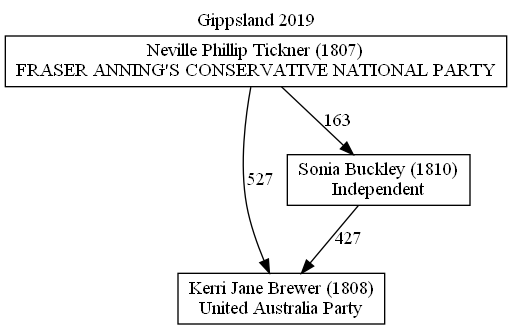 Gippsland 2019
Neville Phillip Tickner (1807)
FRASER ANNING'S CONSERVATIVE NATIONAL PARTY
163
Sonia Buckley (1810)
Independent
527
427
Kerri Jane Brewer (1808)
United Australia Party